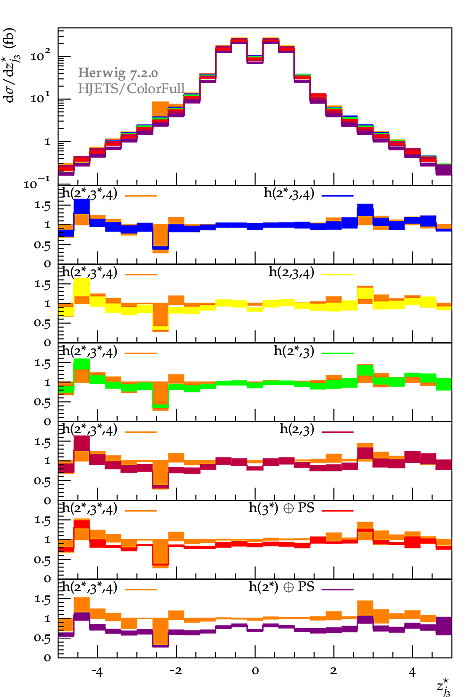 dσ/dz*j3 (fb)
10²
10¹
1
10⁻¹
Herwig 7.2.0
HJETS/ColorFull
h(2*,3*,4) h(2*,3,4)
1.5
1
0.5
0
h(2*,3*,4) h(2,3,4)
1.5
1
0.5
0
h(2*,3*,4) h(2*,3)
1.5
1
0.5
0
h(2*,3*,4) h(2,3)
1.5
1
0.5
0
h(2*,3*,4) h(3*) ⊕ PS
1.5
1
0.5
0
h(2*,3*,4) h(2*) ⊕ PS
1.5
1
0.5
0
-4 -2 0 2 4 z*j3